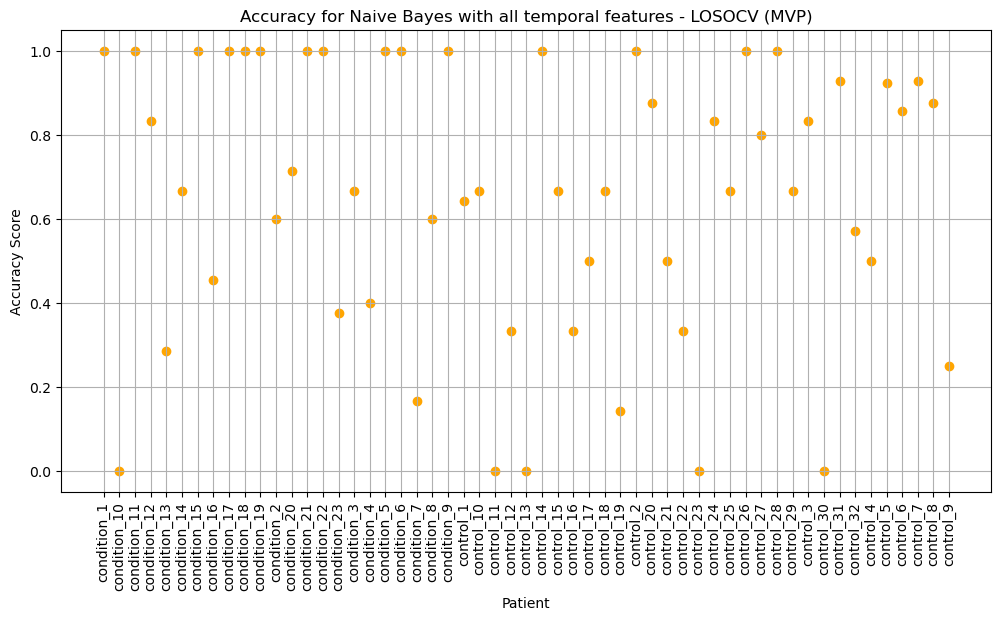 Accuracy for Naive Bayes with all temporal features - LOSOCV (MVP)
Accuracy Score
1.0
0.8
0.6
0.4
0.2
0.0
condition_1
condition_10
condition_11
condition_12
condition_13
condition_14
condition_15
condition_16
condition_17
condition_18
condition_19
condition_2
condition_20
condition_21
condition_22
condition_23
condition_3
condition_4
condition_5
condition_6
condition_7
condition_8
condition_9
control_1
control_10
control_11
control_12
control_13
control_14
control_15
control_16
control_17
control_18
control_19
control_2
control_20
control_21
control_22
control_23
control_24
control_25
control_26
control_27
control_28
control_29
control_3
control_30
control_31
control_32
control_4
control_5
control_6
control_7
control_8
control_9
Patient